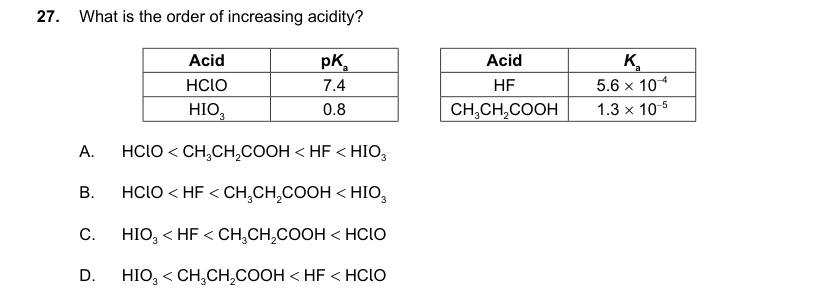 27. What is the order of increasing acidity?
Acid pKₐ Acid Kₐ
HClO 7.4 HF 5.6 × 10⁻⁴
HIO₃ 0.8 CH₃CH₂COOH 1.3 × 10⁻⁵
A. HClO < CH₃CH₂COOH < HF < HIO₃
B. HClO < HF < CH₃CH₂COOH < HIO₃
C. HIO₃ < HF < CH₃CH₂COOH < HClO
D. HIO₃ < CH₃CH₂COOH < HF < HClO